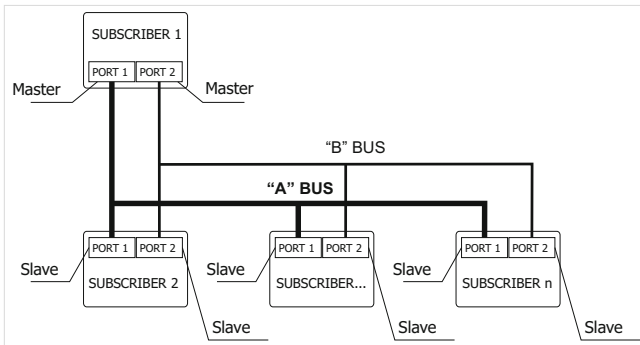 SUBSCRIBER 1
PORT 1 PORT 2
Master
Master
“B” BUS
“A” BUS
PORT 1 PORT 2
PORT 1 PORT 2
PORT 1 PORT 2
Slave
SUBSCRIBER 2
Slave
SUBSCRIBER...
Slave
SUBSCRIBER n
Slave
Slave
Slave